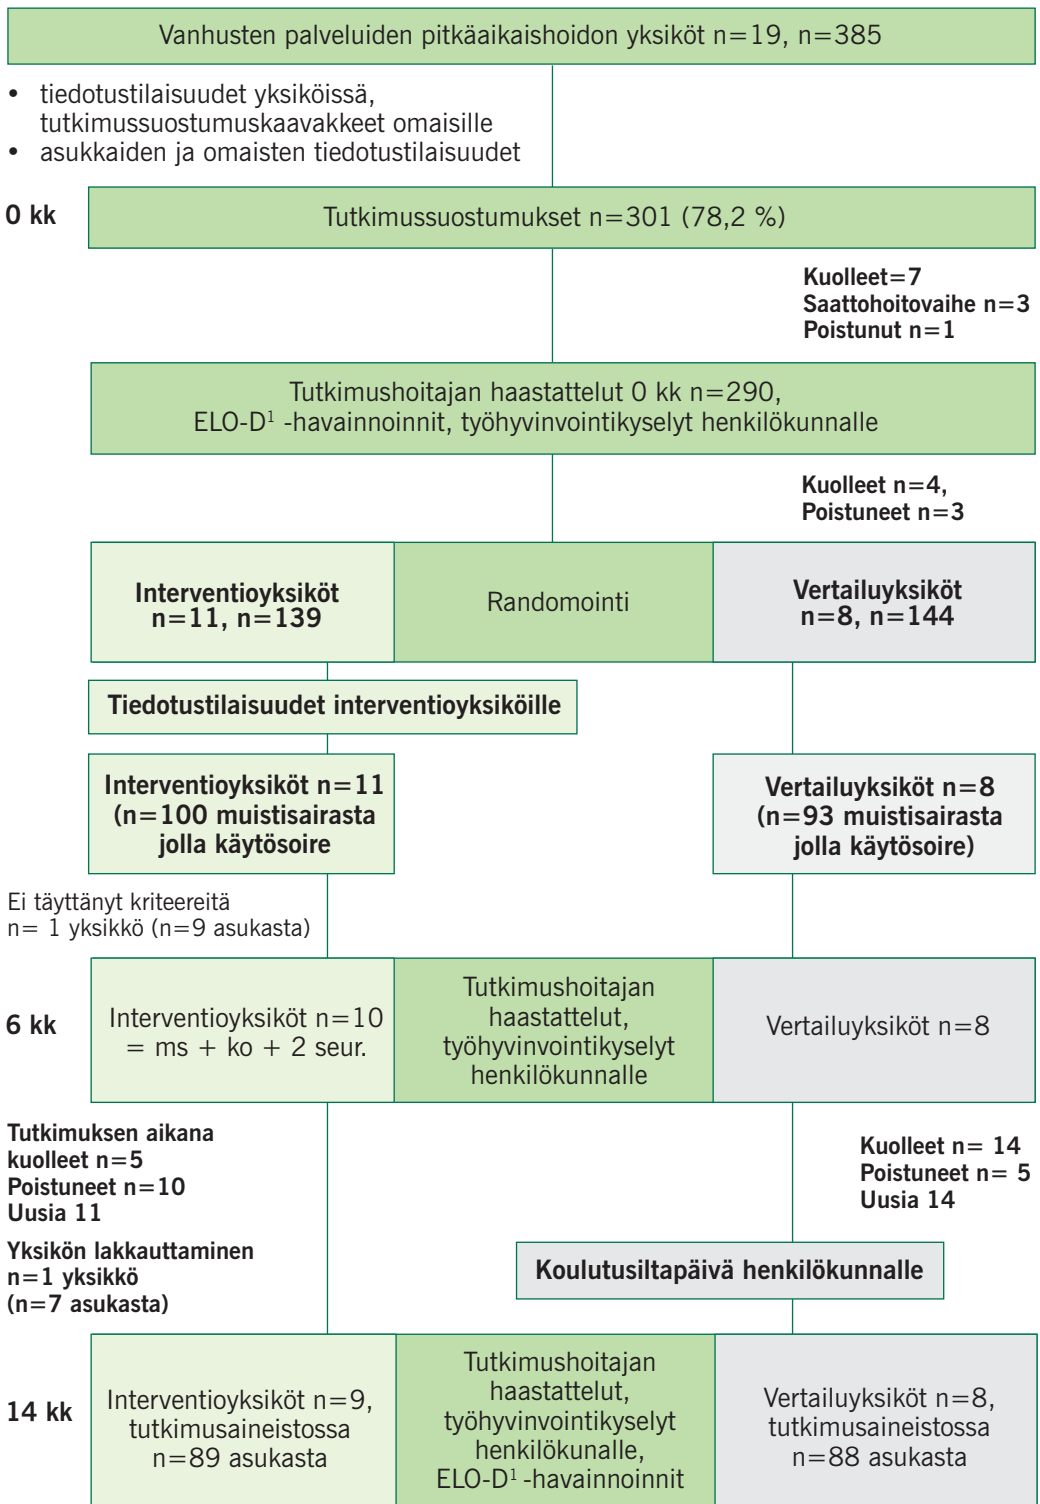 Vanhusten palveluiden pitkäaikaishoidon yksiköt n=19, n=385
• tiedotustilaisuudet yksiköissä,
tutkimussuostumuskaavakkeet omaisille
• asukkaiden ja omaisten tiedotustilaisuudet
0 kk
Tutkimussuostumukset n=301 (78,2 %)
Kuolleet=7
Saattohoitovaihe n=3
Poistunut n=1
Tutkimushoitajan haastattelut 0 kk n=290,
ELO-D¹ -havainnoinnit, työhyvinvointikyselyt henkilökunnalle
Kuolleet n=4,
Poistuneet n=3
Interventioyksiköt
n=11, n=139
Randomointi
Vertailuyksiköt
n=8, n=144
Tiedotustilaisuudet interventioyksiköille
Interventioyksiköt n=11
(n=100 muistisairasta
jolla käytösoire
Vertailuyksiköt n=8
(n=93 muistisairasta
jolla käytösoire)
Ei täyttänyt kriteereitä
n= 1 yksikkö (n=9 asukasta)
6 kk
Interventioyksiköt n=10
= ms + ko + 2 seur.
Tutkimushoitajan
haastattelut,
työhyvinvointikyselyt
henkilökunnalle
Vertailuyksiköt n=8
Tutkimuksen aikana
kuolleet n=5
Poistuneet n=10
Uusia 11
Kuolleet n= 14
Poistuneet n= 5
Uusia 14
Yksikön lakkauttaminen
n=1 yksikkö
(n=7 asukasta)
Koulutusiltapäivä henkilökunnalle
14 kk
Interventioyksiköt n=9,
tutkimusaineistossa
n=89 asukasta
Tutkimushoitajan
haastattelut,
työhyvinvointikyselyt
henkilökunalle,
ELO-D¹ -havainnoinnit
Vertailuyksiköt n=8,
tutkimusaineistossa
n=88 asukasta